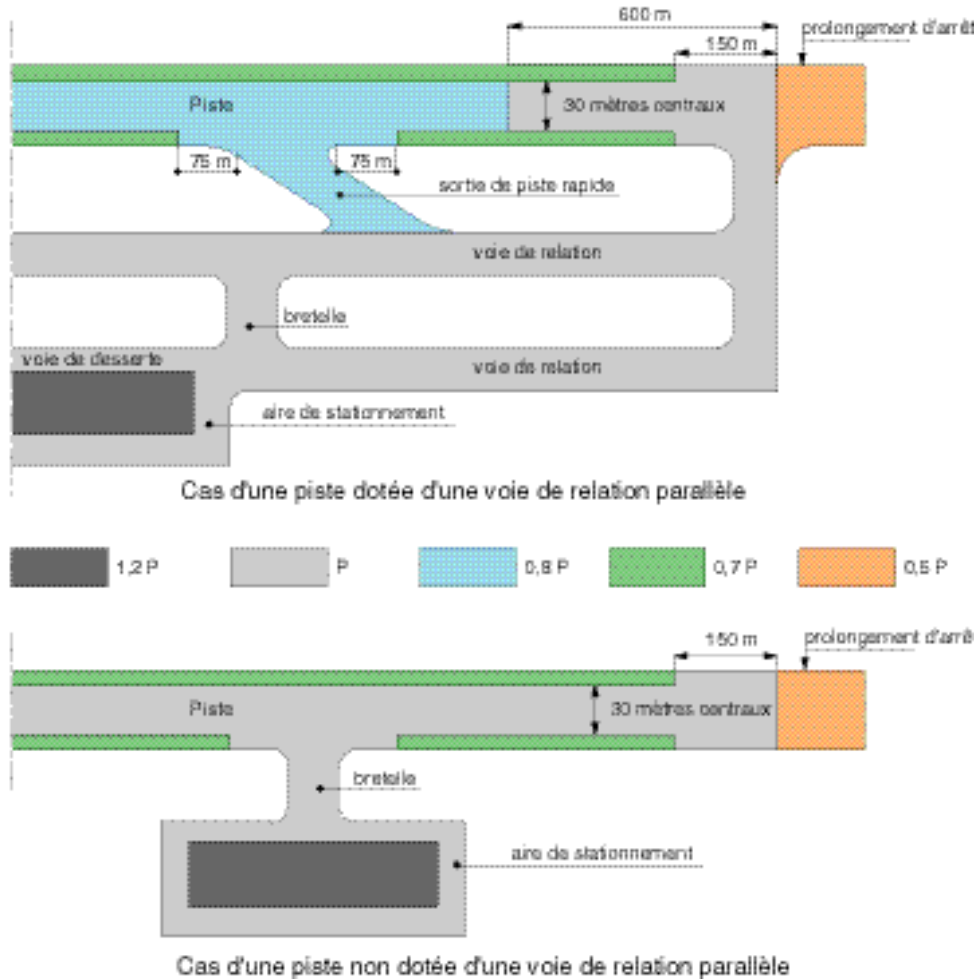 600 m
prolongement d'arrêt
150 m
Piste
30 mètres centraux
75 m
75 m
sortie de piste rapide
voie de relation
bretelle
voie de desserte
voie de relation
aire de stationnement
Cas d'une piste dotée d'une voie de relation parallèle
1,2 P
P
0,8 P
0,7 P
0,5 P
150 m
prolongement d'arrêt
Piste
30 mètres centraux
bretelle
aire de stationnement
Cas d'une piste non dotée d'une voie de relation parallèle